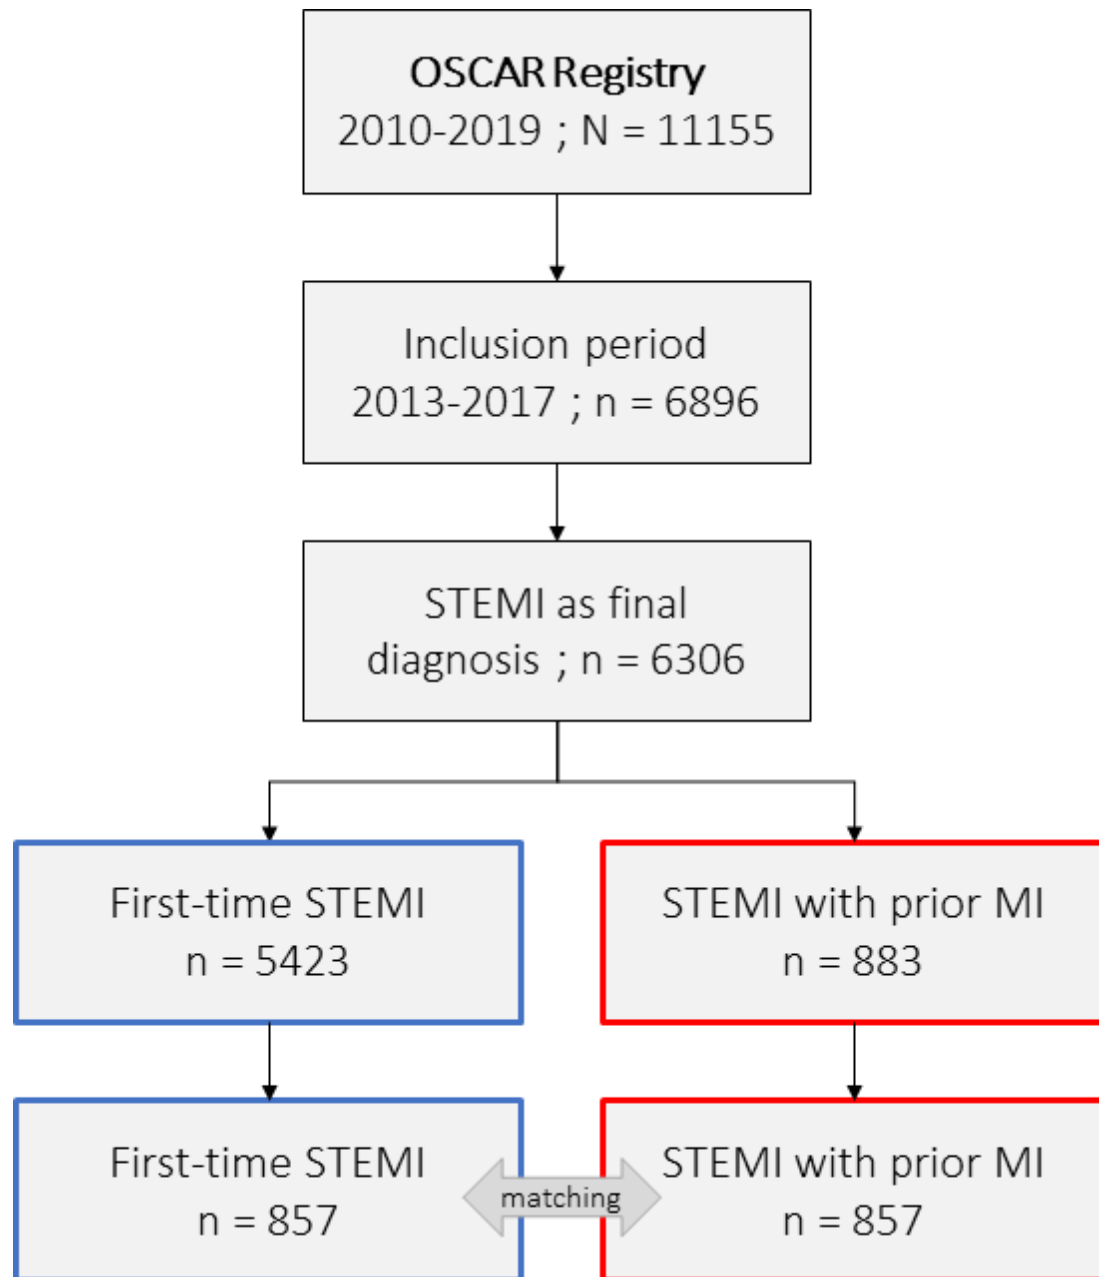 OSCAR Registry
2010-2019 ; N = 11155
Inclusion period
2013-2017 ; n = 6896
STEMI as final
diagnosis ; n = 6306
First-time STEMI
n = 5423
STEMI with prior MI
n = 883
First-time STEMI
n = 857
matching
STEMI with prior MI
n = 857